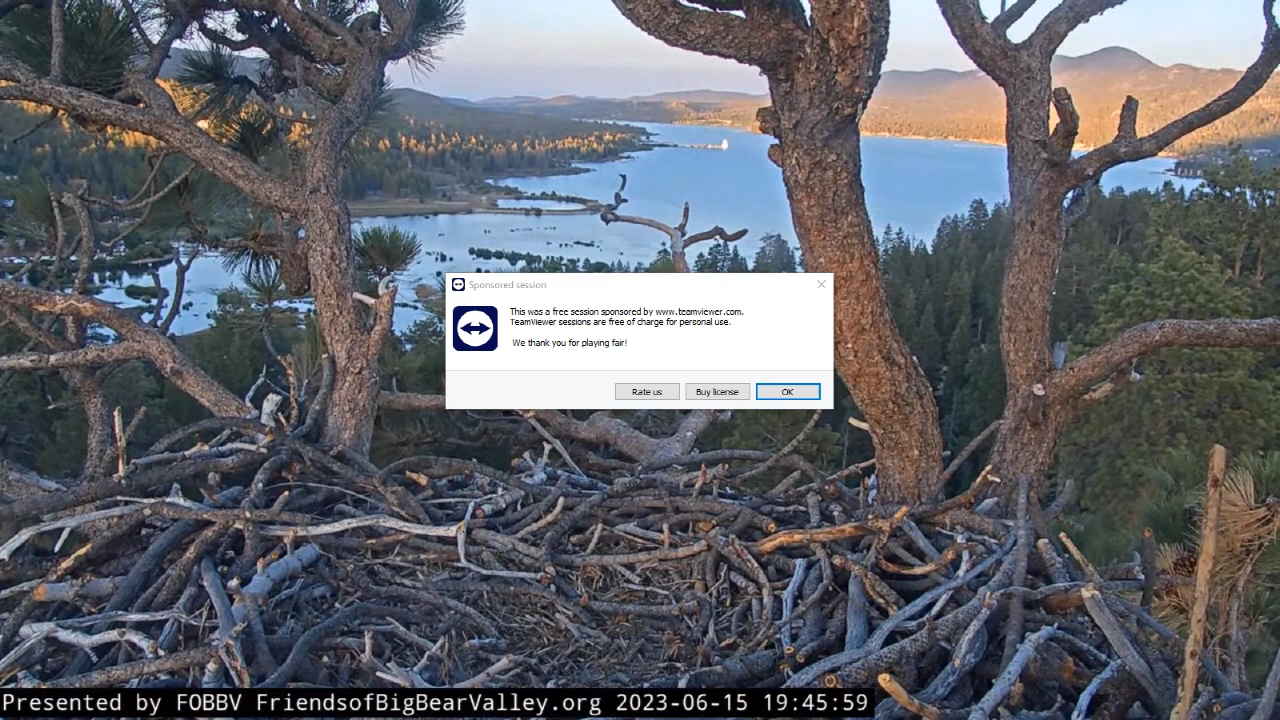 Sponsored session
This was a free session sponsored by www.teamviewer.com.
TeamViewer sessions are free of charge for personal use.
We thank you for playing fair!
Rate us
Buy license
OK
Presented by FOBBV FriendsofBigBearValley.org 2023-06-15 19:45:59